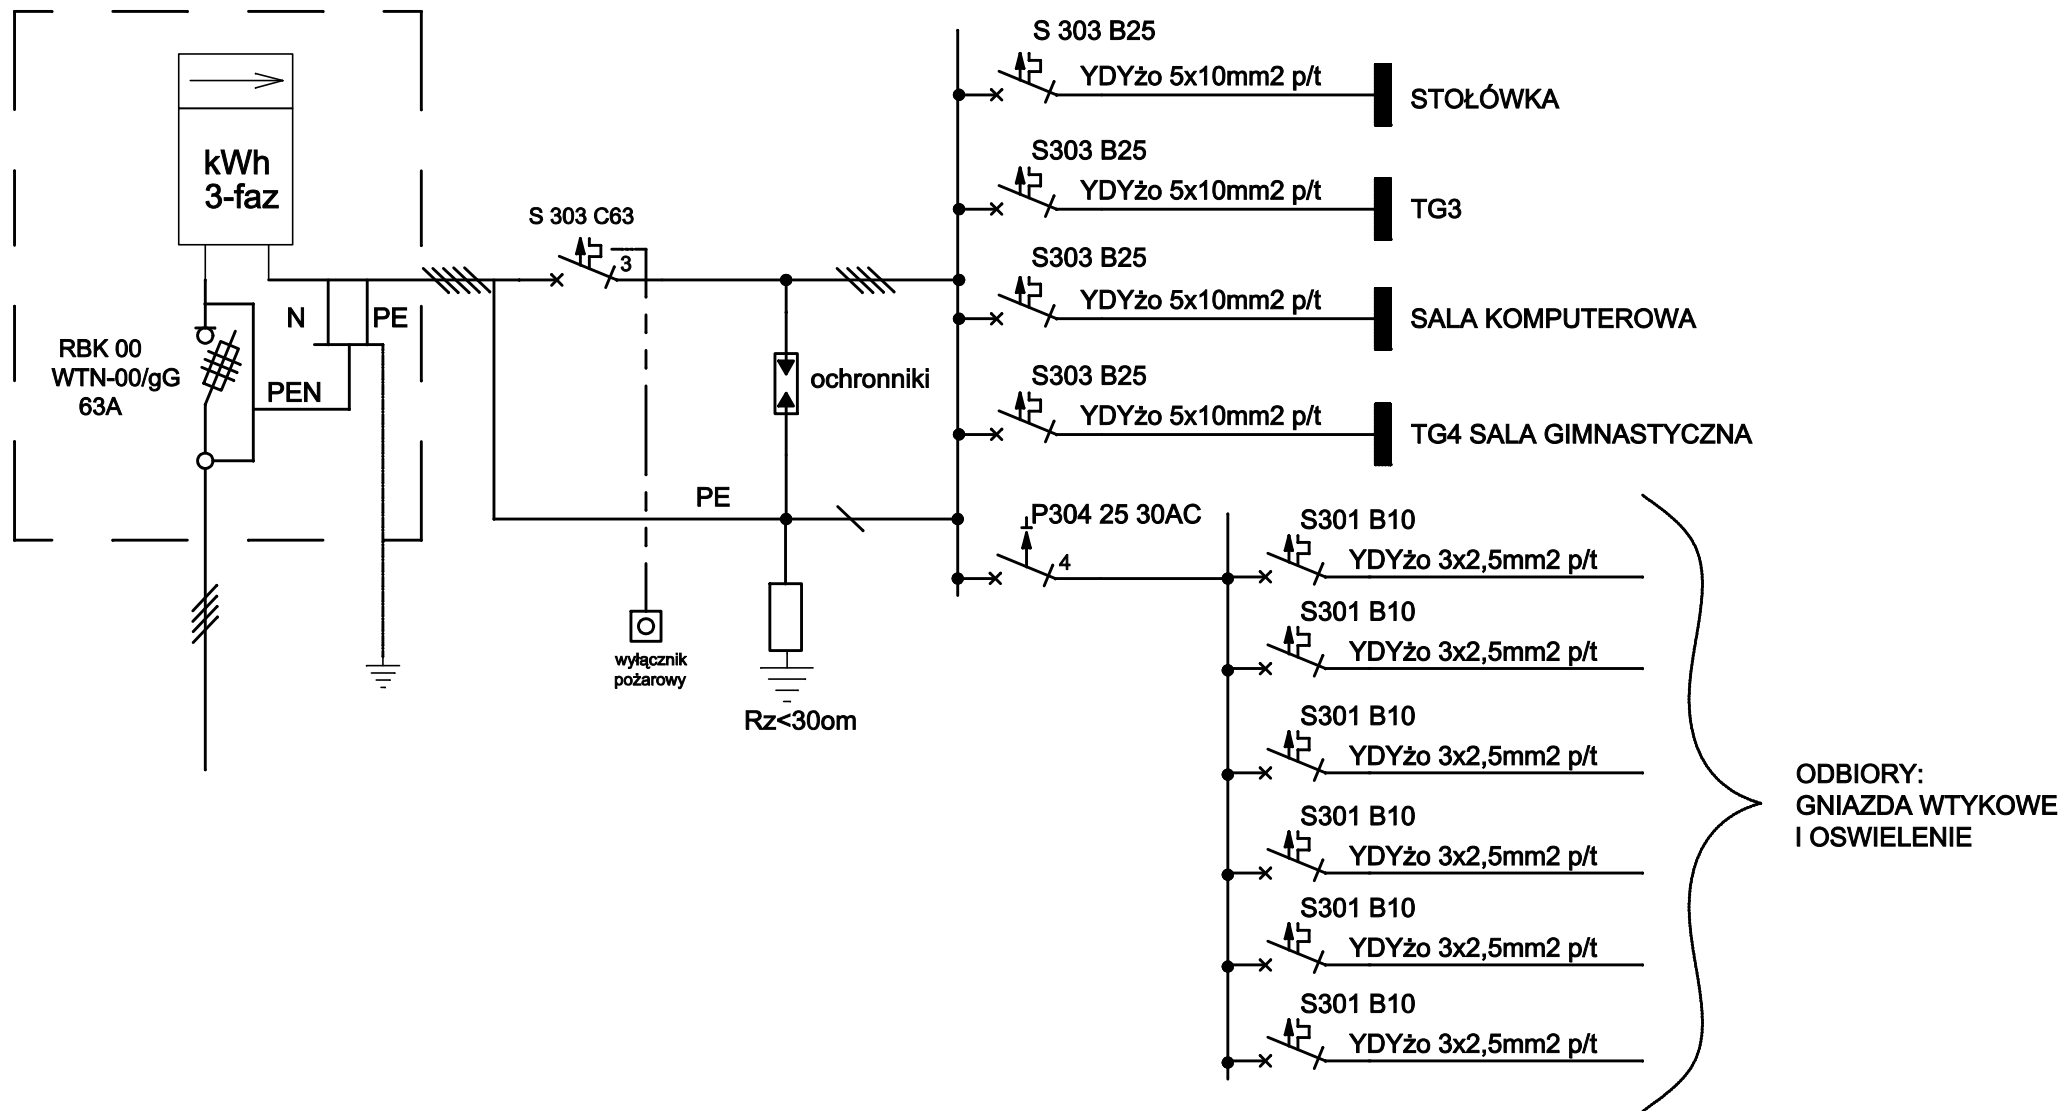 kWh
3-faz
RBK 00
WTN-00/gG
63A
N
PE
PEN
S 303 C63
3
ochronniki
PE
wyłącznik
pożarowy
Rz<30om
S 303 B25
YDYżo 5x10mm2 p/t
STOŁÓWKA
S303 B25
YDYżo 5x10mm2 p/t
TG3
S303 B25
YDYżo 5x10mm2 p/t
SALA KOMPUTEROWA
S303 B25
YDYżo 5x10mm2 p/t
TG4 SALA GIMNASTYCZNA
P304 25 30AC
4
S301 B10
YDYżo 3x2,5mm2 p/t
S301 B10
YDYżo 3x2,5mm2 p/t
S301 B10
YDYżo 3x2,5mm2 p/t
S301 B10
YDYżo 3x2,5mm2 p/t
S301 B10
YDYżo 3x2,5mm2 p/t
S301 B10
YDYżo 3x2,5mm2 p/t
ODBIORY:
GNIAZDA WTYKOWE
I OSWIELENIE